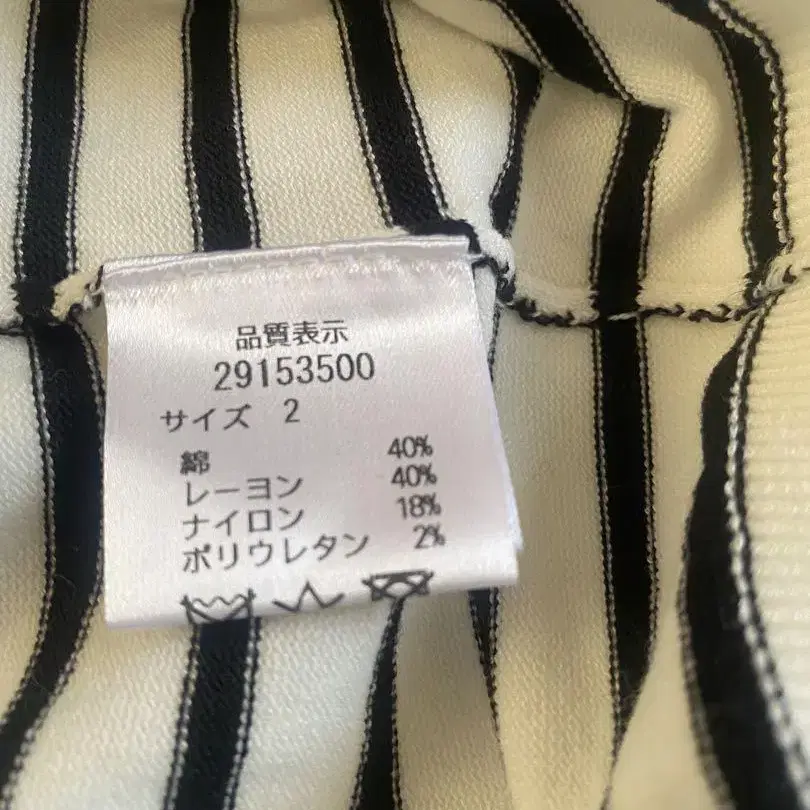 品質表示
29153500
サイズ 2
綿 40%
レーヨン 40%
ナイロン 18%
ポリウレタン 2%